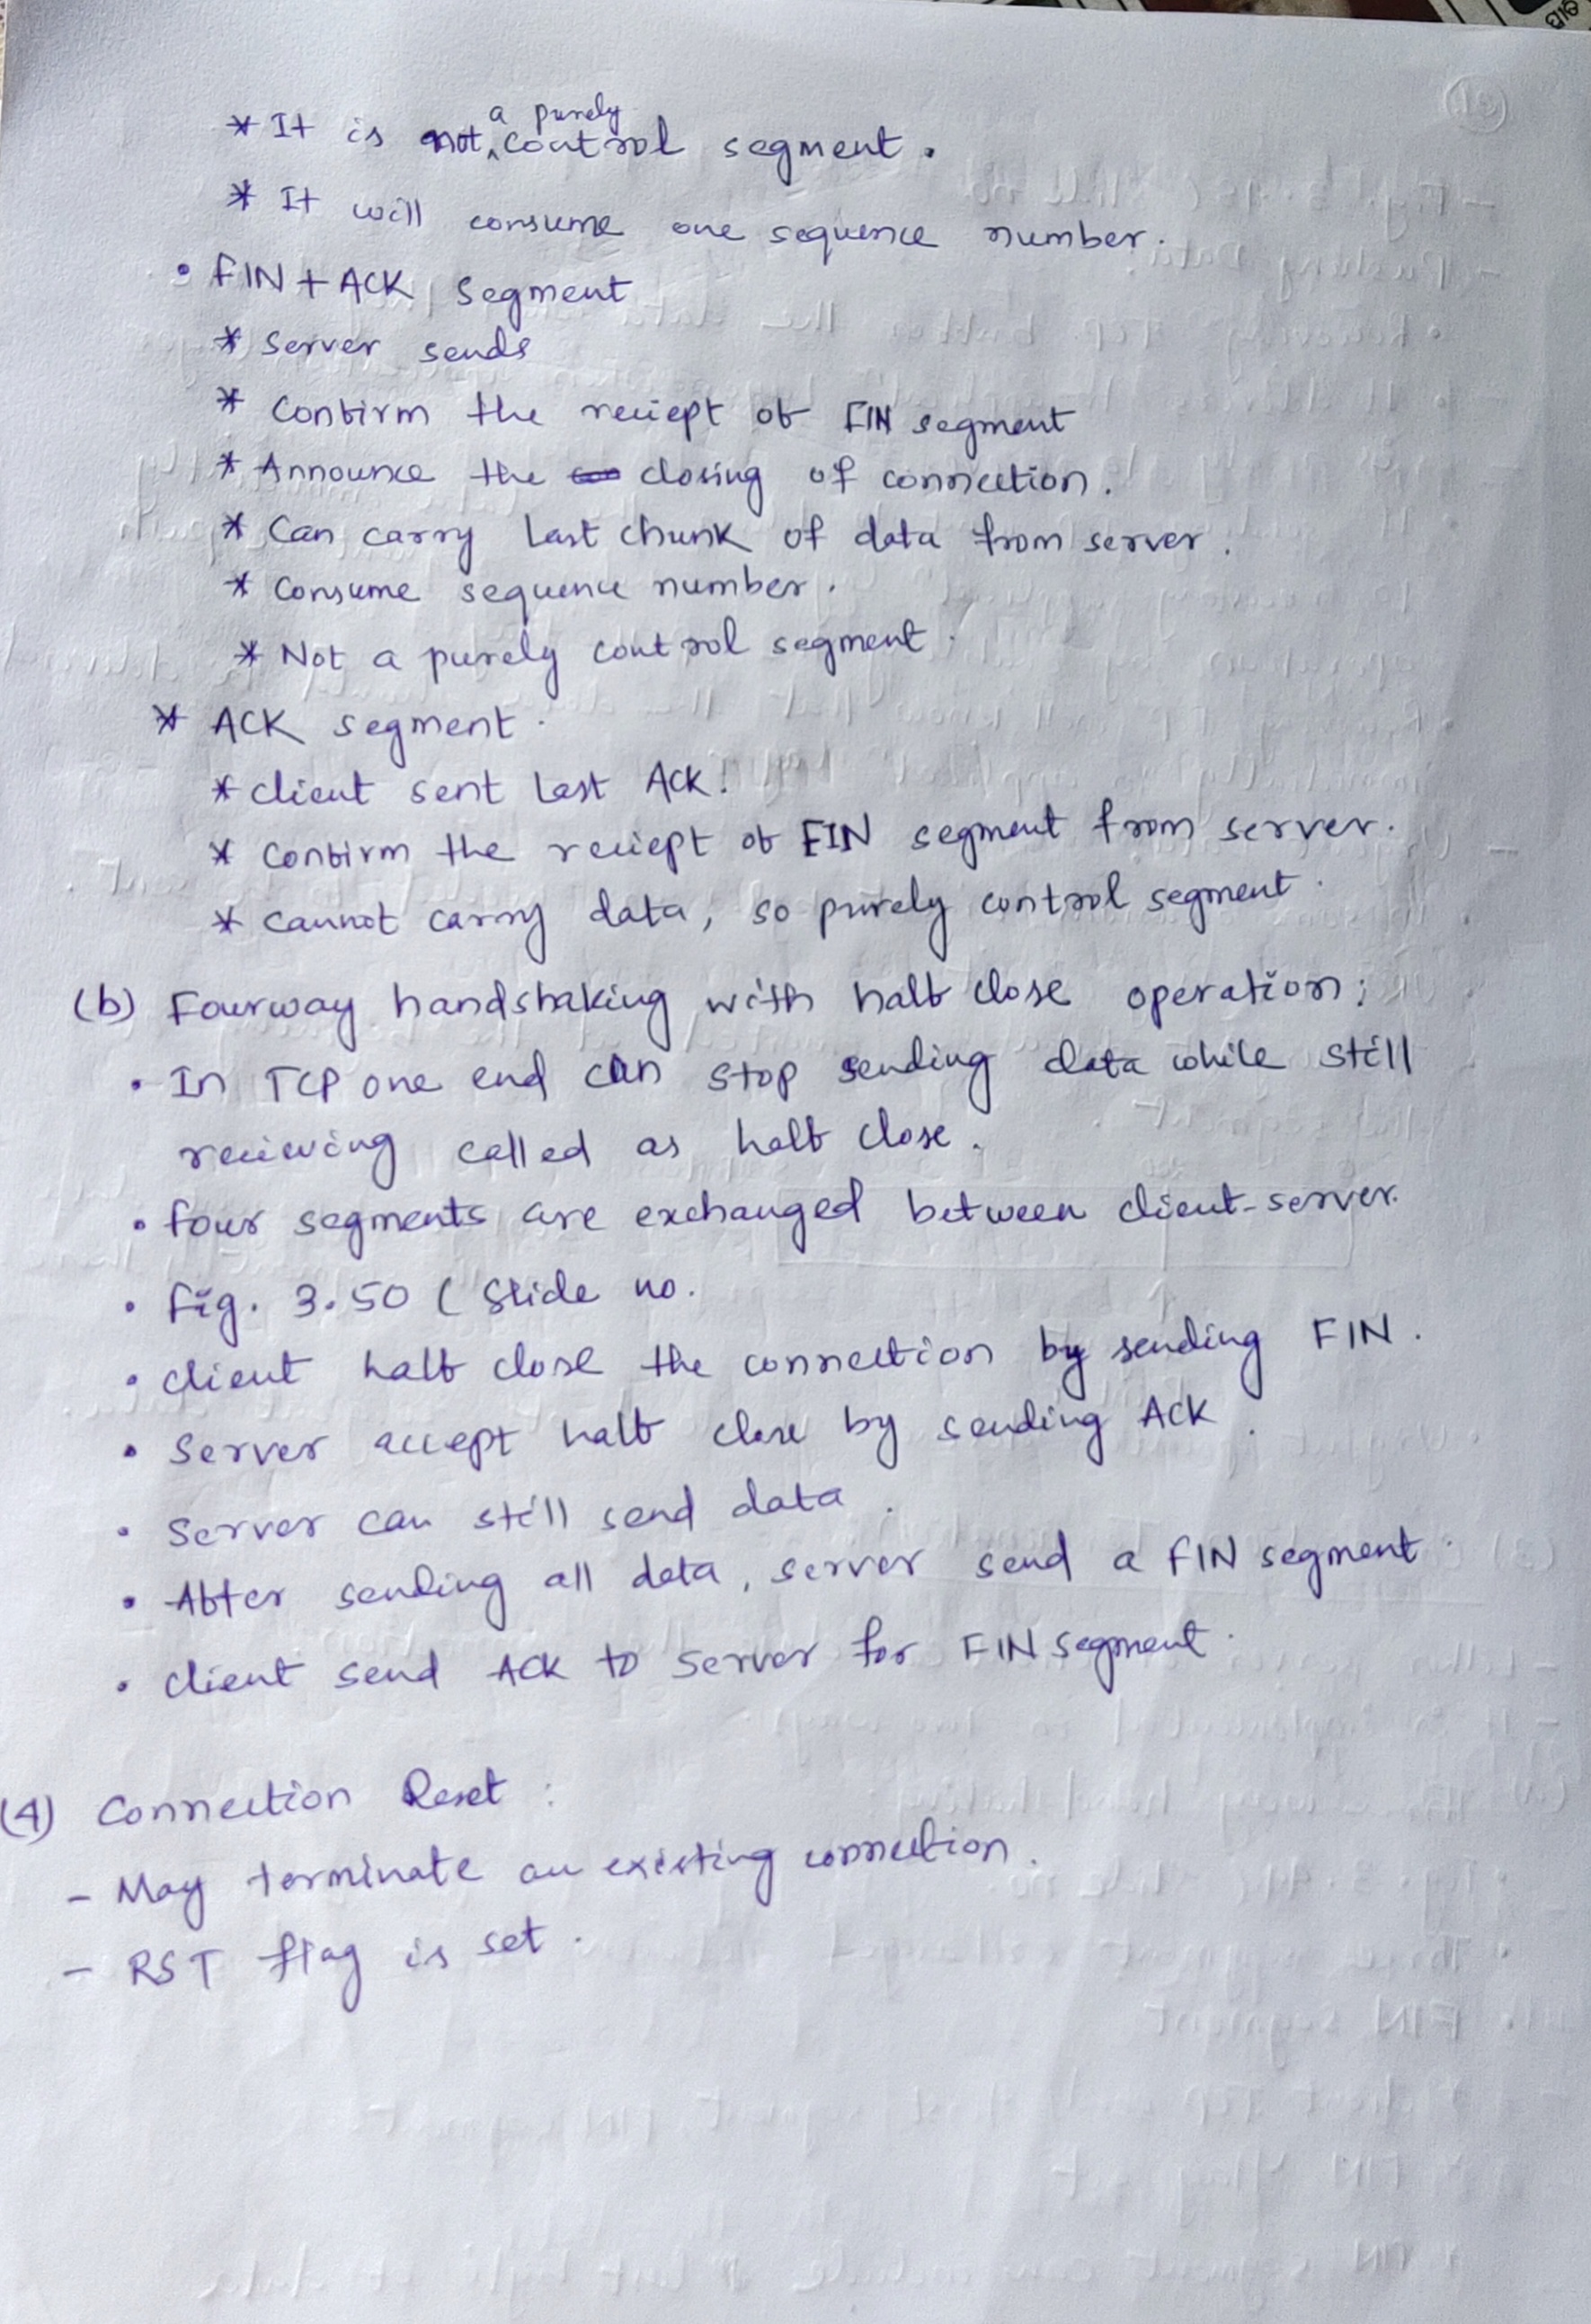 * It is not a purely control segment.
* It will consume one sequence number.
• FIN + ACK segment
* Server sends
* Confirm the reciept of FIN segment
* Announce the closing of connection.
* Can carry last chunk of data from server.
* Consume sequence number.
* Not a purely control segment.
* ACK segment.
* client sent last ACK.
* Confirm the reciept of FIN segment from server.
* Cannot carry data, so purely control segment.
(b) Fourway handshaking with half close operation:
• In TCP one end can stop sending data while still
recieving called as half close.
• four segments are exchanged between client-server.
• fig. 3.50 ( Slide no.
• client half close the connection by sending FIN.
• Server accept half close by sending ACK.
• Server can still send data.
• After sending all data, server send a FIN segment.
• client send ACK to server for FIN segment.
(4) Connection Reset :
- May terminate an existing connection.
- RST flag is set.